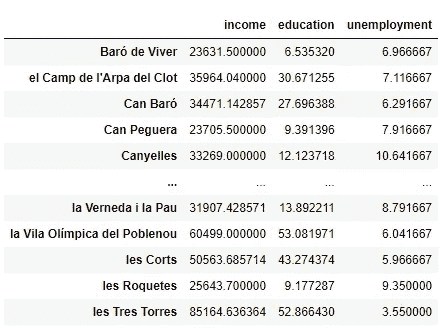 income education unemployment
Baró de Viver 23631.500000 6.535320 6.966667
el Camp de l'Arpa del Clot 35964.040000 30.671255 7.116667
Can Baró 34471.142857 27.696388 6.291667
Can Peguera 23705.500000 9.391396 7.916667
Canyelles 33269.000000 12.123718 10.641667
... ... ... ...
la Verneda i la Pau 31907.428571 13.892211 8.791667
la Vila Olímpica del Poblenou 60499.000000 53.081971 6.041667
les Corts 50563.685714 43.274374 5.966667
les Roquetes 25643.700000 9.177287 9.350000
les Tres Torres 85164.636364 52.866430 3.550000